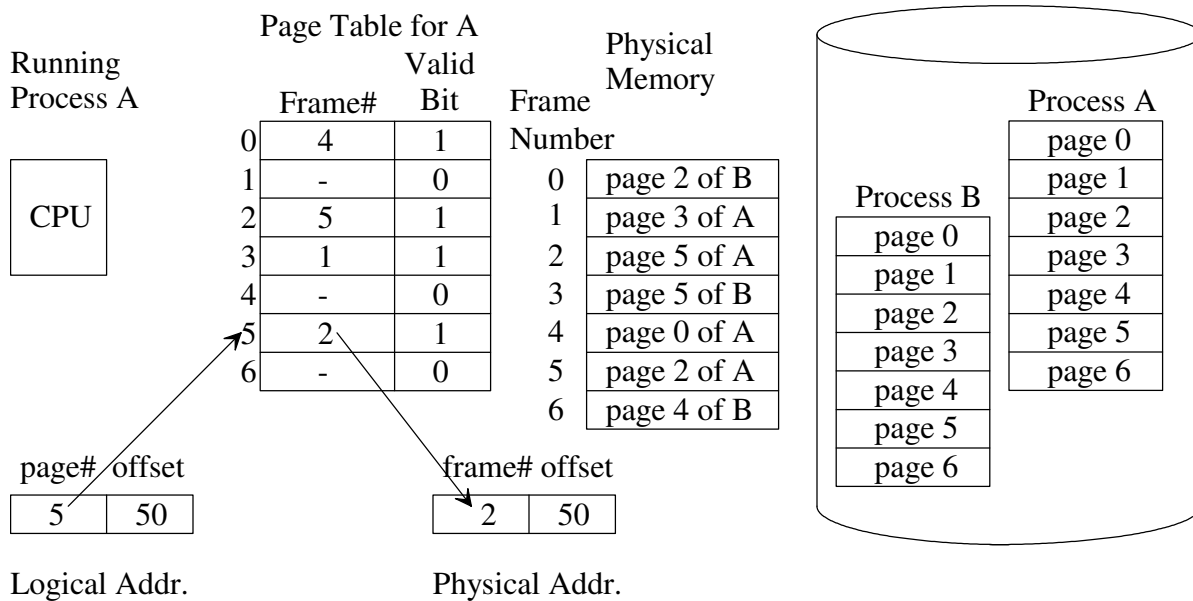 Running
Process A
CPU
Page Table for A
Frame#
Valid
Bit
0 4 1
1 - 0
2 5 1
3 1 1
4 - 0
5 2 1
6 - 0
Physical
Memory
Frame
Number
0 page 2 of B
1 page 3 of A
2 page 5 of A
3 page 5 of B
4 page 0 of A
5 page 2 of A
6 page 4 of B
Process B
page 0
page 1
page 2
page 3
page 4
page 5
page 6
Process A
page 0
page 1
page 2
page 3
page 4
page 5
page 6
page# offset
5 50
Logical Addr.
frame# offset
2 50
Physical Addr.